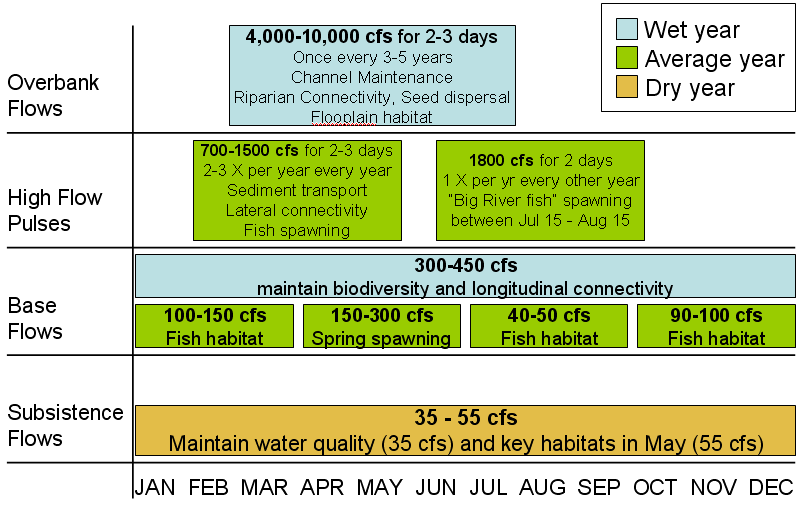 Wet year
Average year
Dry year
Overbank
Flows
4,000-10,000 cfs for 2-3 days
Once every 3-5 years
Channel Maintenance
Riparian Connectivity, Seed dispersal
Flooplain habitat
High Flow
Pulses
700-1500 cfs for 2-3 days
2-3 X per year every year
Sediment transport
Lateral connectivity
Fish spawning
1800 cfs for 2 days
1 X per yr every other year
“Big River fish” spawning
between Jul 15 - Aug 15
Base
Flows
300-450 cfs
maintain biodiversity and longitudinal connectivity
100-150 cfs
Fish habitat
150-300 cfs
Spring spawning
40-50 cfs
Fish habitat
90-100 cfs
Fish habitat
Subsistence
Flows
35 - 55 cfs
Maintain water quality (35 cfs) and key habitats in May (55 cfs)
JAN FEB MAR APR MAY JUN JUL AUG SEP OCT NOV DEC